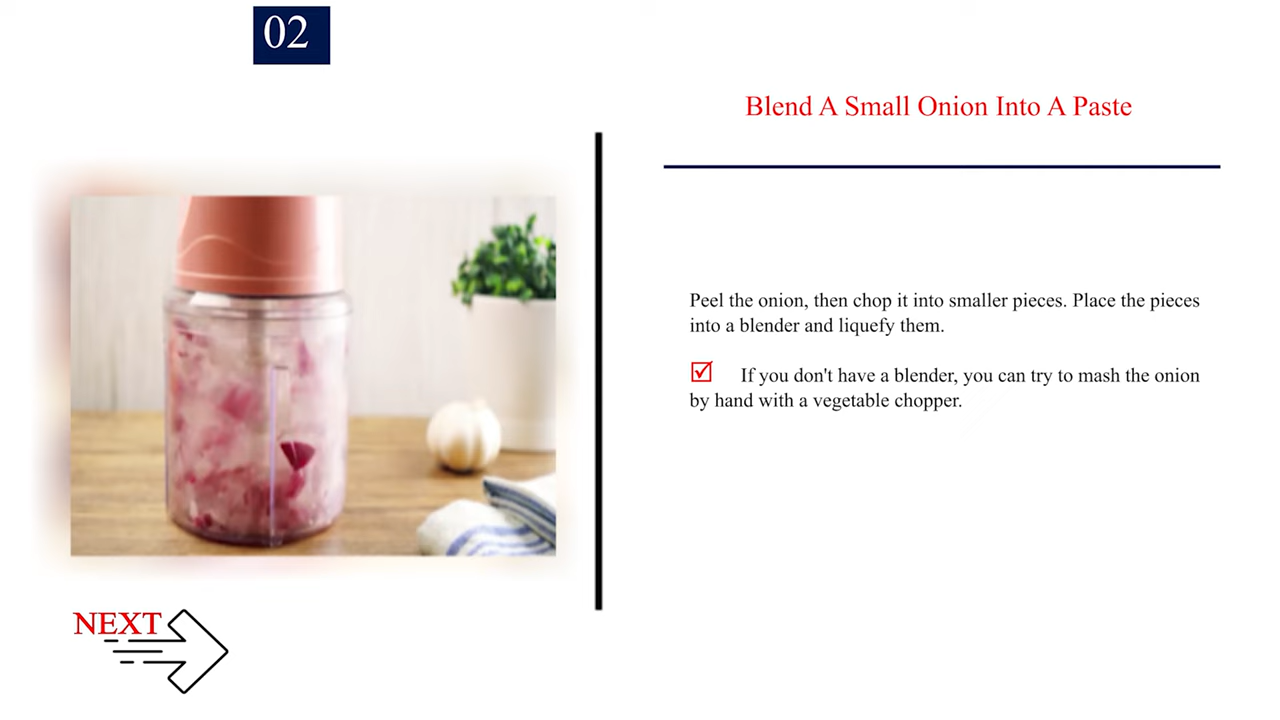 02
Blend A Small Onion Into A Paste
Peel the onion, then chop it into smaller pieces. Place the pieces
into a blender and liquefy them.
☑ If you don't have a blender, you can try to mash the onion
by hand with a vegetable chopper.
NEXT